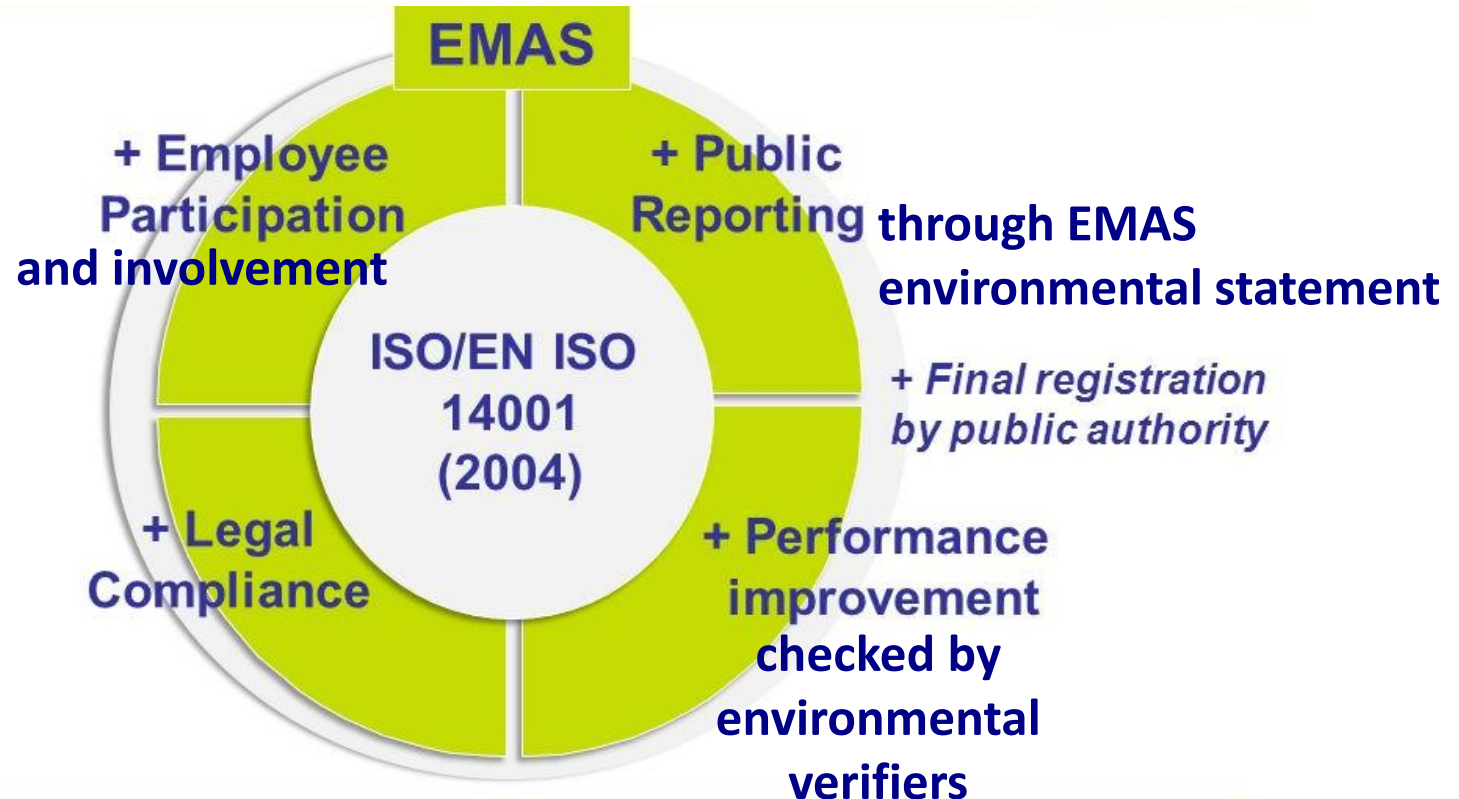 EMAS
+ Employee
Participation
and involvement
+ Public
Reporting through EMAS
environmental statement
+ Final registration
by public authority
ISO/EN ISO
14001
(2004)
+ Legal
Compliance
+ Performance
improvement
checked by
environmental
verifiers